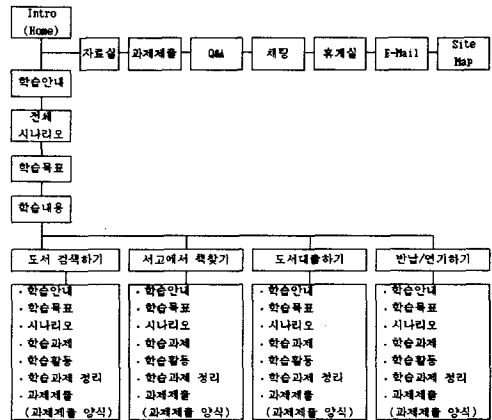 Intro
(Home)
자료실
과제제출
Q&A
채팅
휴게실
E-Mail
Site
Map
학습안내
전체
시나리오
학습목표
학습내용
도서 검색하기
서고에서 책찾기
도서대출하기
반납/연기하기
· 학습안내
· 학습목표
· 시나리오
· 학습과제
· 학습활동
· 학습과제 정리
· 과제제출
(과제제출 양식)
· 학습안내
· 학습목표
· 시나리오
· 학습과제
· 학습활동
· 학습과제 정리
· 과제제출
(과제제출 양식)
· 학습안내
· 학습목표
· 시나리오
· 학습과제
· 학습활동
· 학습과제 정리
· 과제제출
(과제제출 양식)
· 학습안내
· 학습목표
· 시나리오
· 학습과제
· 학습활동
· 학습과제 정리
· 과제제출
(과제제출 양식)